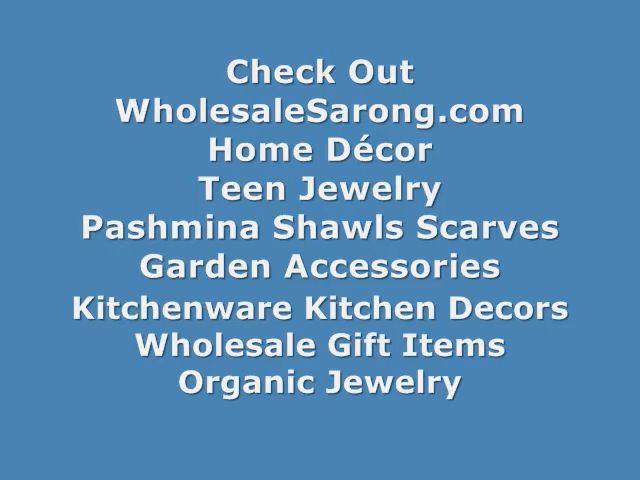 Check Out
WholesaleSarong.com
Home Décor
Teen Jewelry
Pashmina Shawls Scarves
Garden Accessories
Kitchenware Kitchen Decors
Wholesale Gift Items
Organic Jewelry